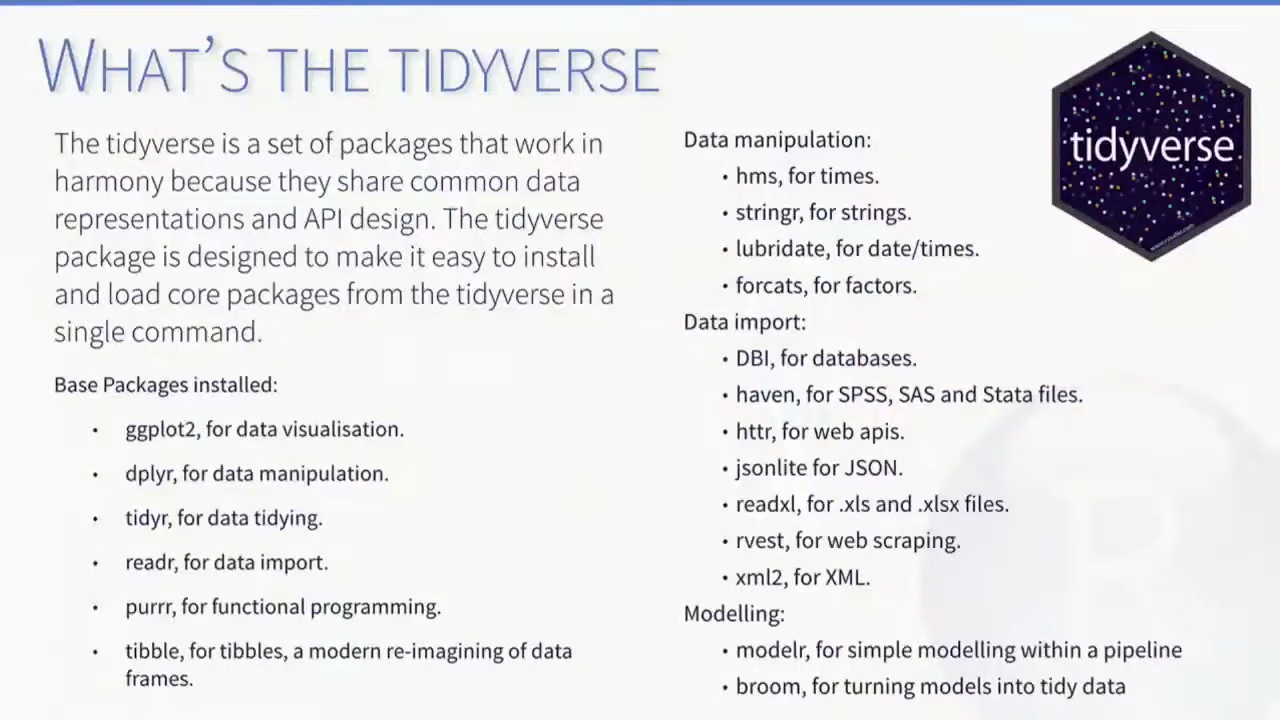 WHAT'S THE TIDYVERSE
The tidyverse is a set of packages that work in
harmony because they share common data
representations and API design. The tidyverse
package is designed to make it easy to install
and load core packages from the tidyverse in a
single command.
Base Packages installed:
• ggplot2, for data visualisation.
• dplyr, for data manipulation.
• tidyr, for data tidying.
• readr, for data import.
• purrr, for functional programming.
• tibble, for tibbles, a modern re-imagining of data
frames.
Data manipulation:
• hms, for times.
• stringr, for strings.
• lubridate, for date/times.
• forcats, for factors.
Data import:
• DBI, for databases.
• haven, for SPSS, SAS and Stata files.
• httr, for web apis.
• jsonlite for JSON.
• readxl, for .xls and .xlsx files.
• rvest, for web scraping.
• xml2, for XML.
Modelling:
• modelr, for simple modelling within a pipeline
• broom, for turning models into tidy data
tidyverse
www.rstudio.com